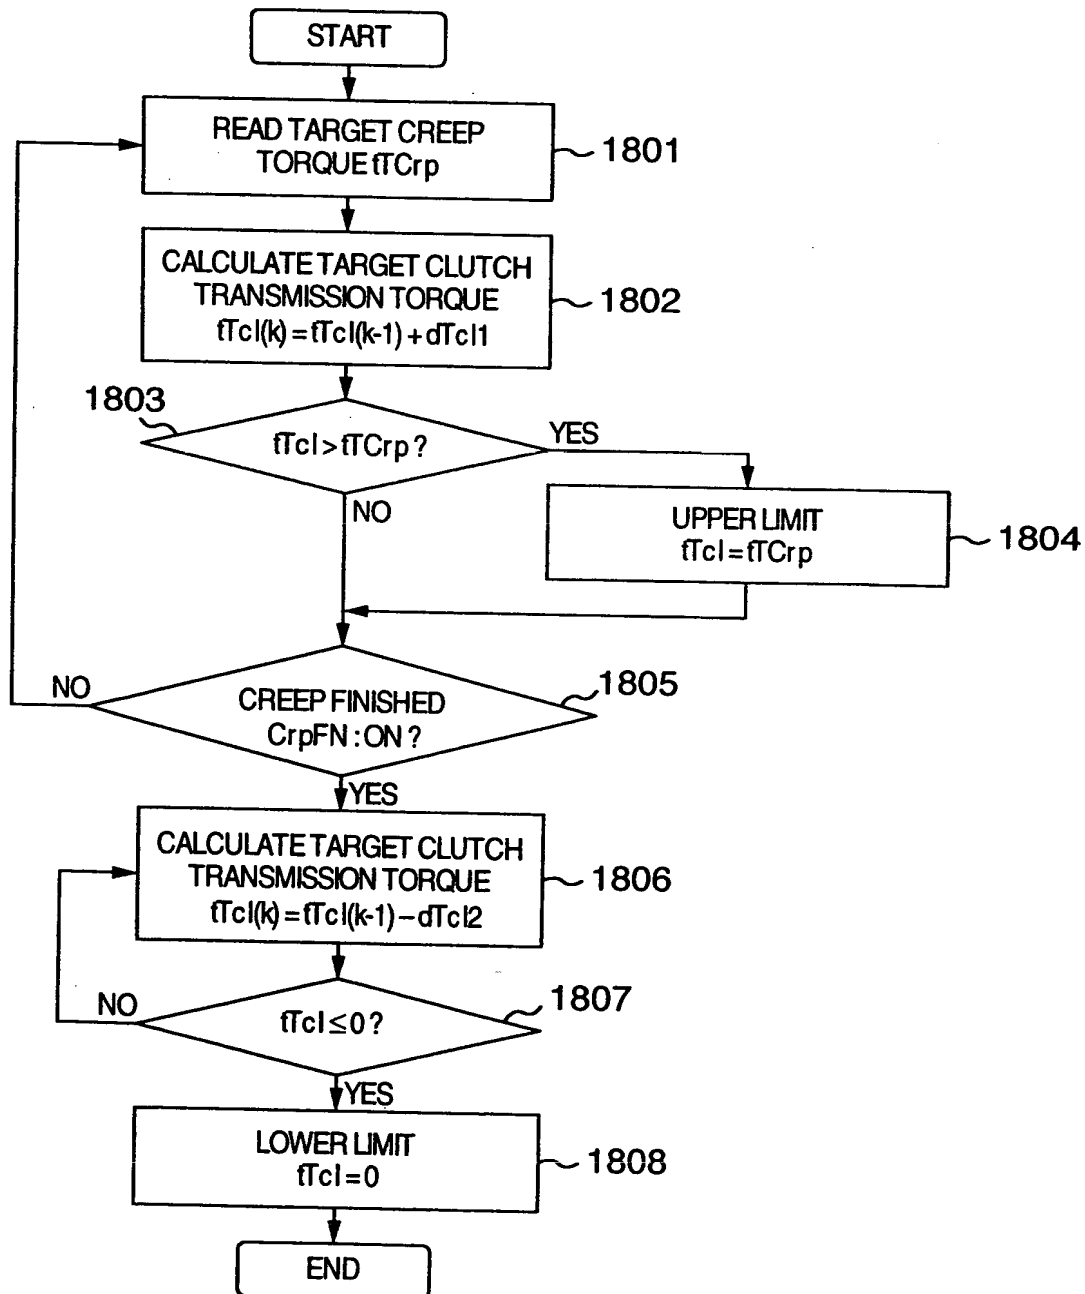 START
READ TARGET CREEP
TORQUE tTCrp
1801
CALCULATE TARGET CLUTCH
TRANSMISSION TORQUE
tTcl(k) = tTcl(k-1) + dTcl1
1802
1803
tTcl > tTCrp ?
YES
NO
UPPER LIMIT
tTcl = tTCrp
1804
NO
CREEP FINISHED
CrpFN : ON ?
1805
YES
CALCULATE TARGET CLUTCH
TRANSMISSION TORQUE
tTcl(k) = tTcl(k-1) – dTcl2
1806
NO
tTcl ≤ 0 ?
1807
YES
LOWER LIMIT
tTcl = 0
1808
END